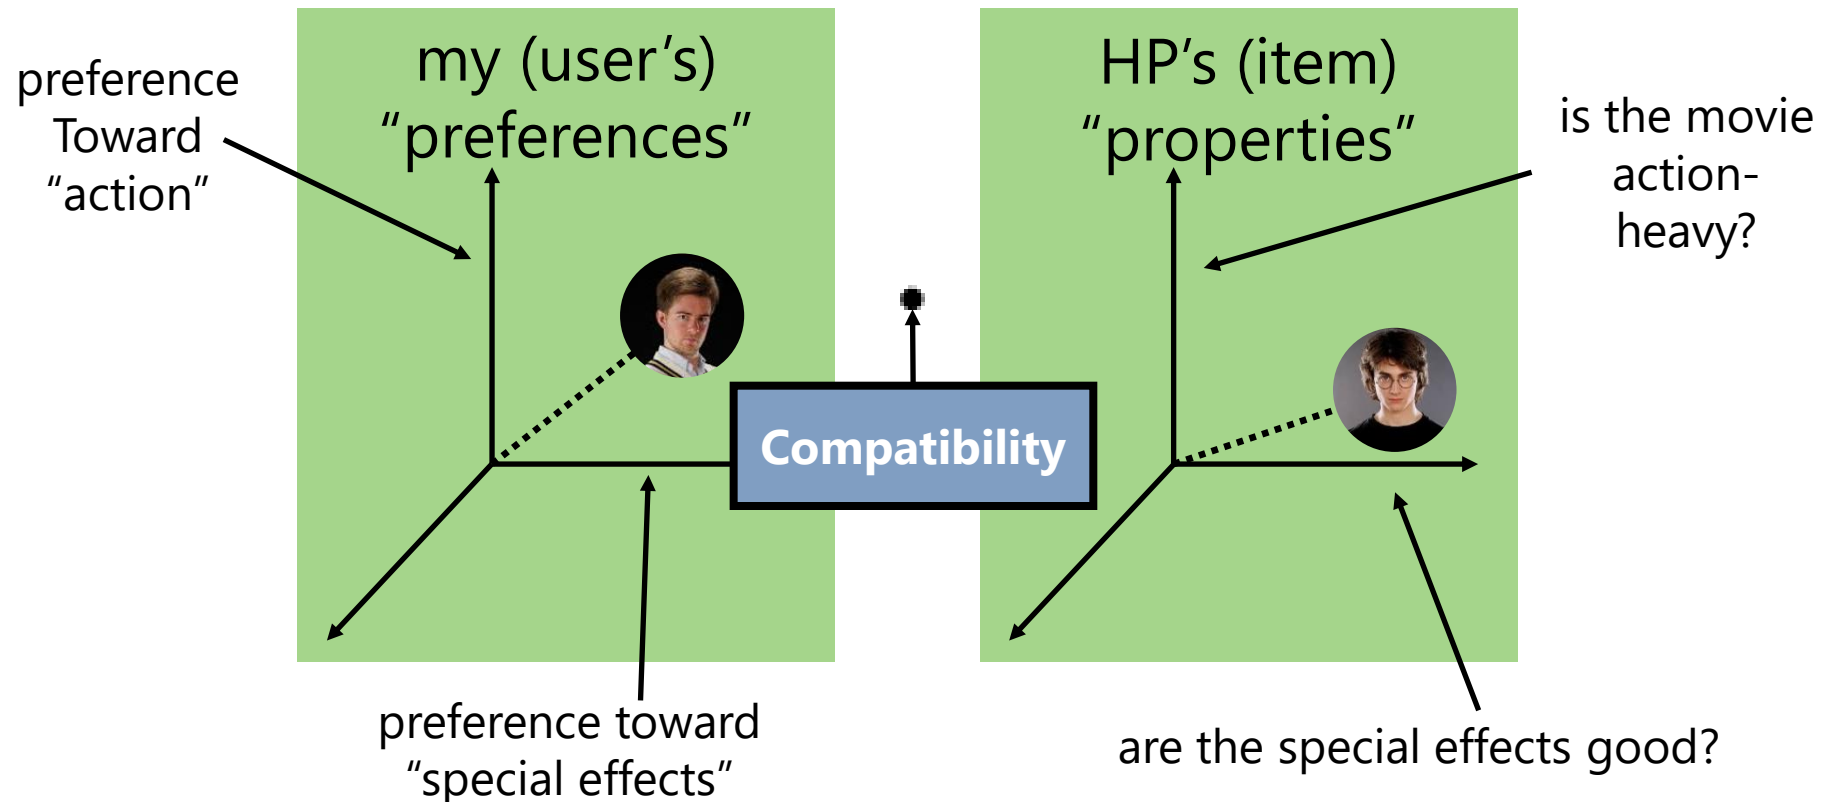 preference
Toward
“action”
my (user’s)
“preferences”
HP’s (item)
“properties”
is the movie
action-
heavy?
Compatibility
preference toward
“special effects”
are the special effects good?